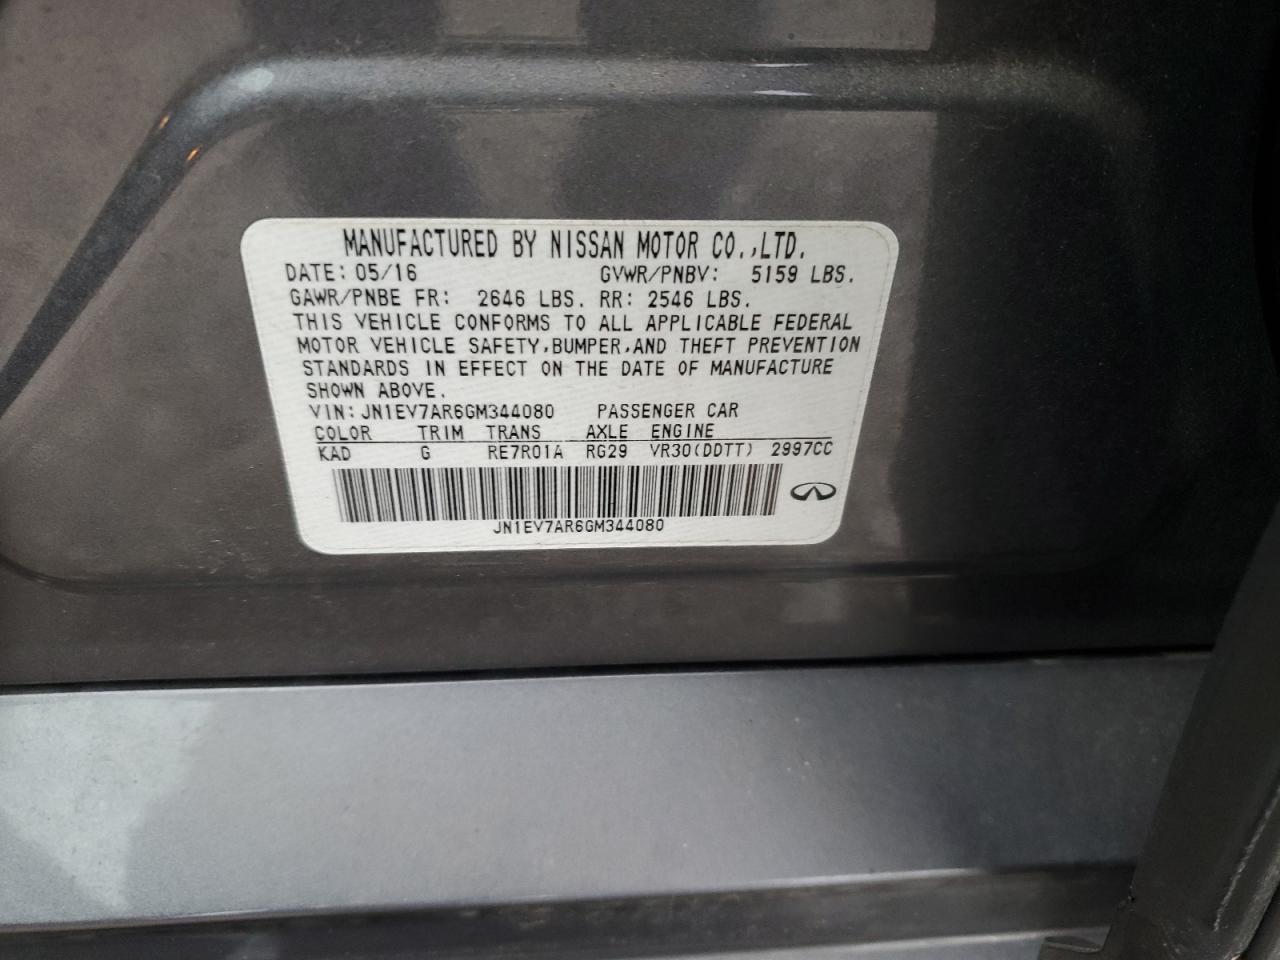 MANUFACTURED BY NISSAN MOTOR CO.,LTD.
DATE: 05/16 GVWR/PNBV: 5159 LBS.
GAWR/PNBE FR: 2646 LBS. RR: 2546 LBS.
THIS VEHICLE CONFORMS TO ALL APPLICABLE FEDERAL
MOTOR VEHICLE SAFETY,BUMPER,AND THEFT PREVENTION
STANDARDS IN EFFECT ON THE DATE OF MANUFACTURE
SHOWN ABOVE.
VIN: JN1EV7AR6GM344080 PASSENGER CAR
COLOR TRIM TRANS AXLE ENGINE
KAD G RE7R01A RG29 VR30(DDTT) 2997CC
JN1EV7AR6GM344080